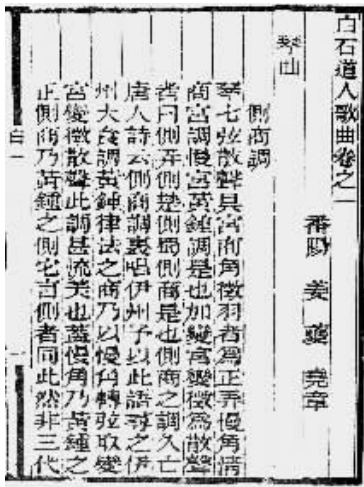 白石道人歌曲卷之一
番陽 姜夔 堯章
琴曲
側商調
琴七弦散聲具宮商角徵羽者為正弄慢角清
商宮調慢宮黃鍾調是也加變宮變徵為散聲
者曰側弄側楚側蜀側商是也側商之調久亡
唐人詩云側商調裏唱伊州予以此語尋之伊
州大食調黃鍾律法之商乃以慢角轉弦取變
宮變徵散聲此調甚流美也蓋慢角乃黃鍾之
正側商乃黃鍾之側它言側者同此然非三代
白一